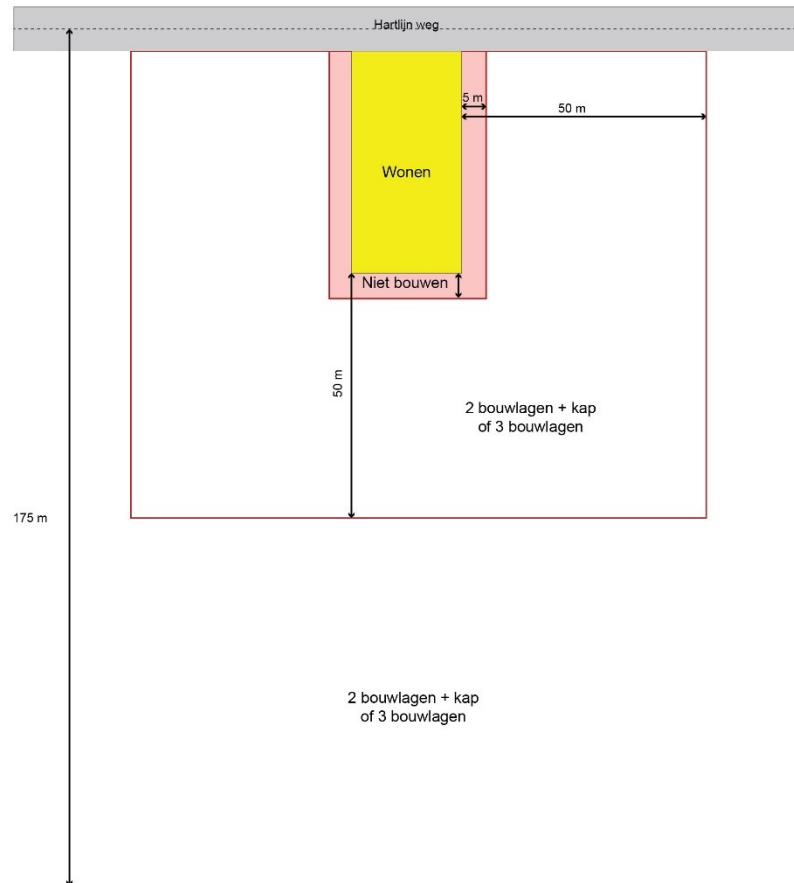 Hartlijn weg
5 m
50 m
Wonen
Niet bouwen
50 m
2 bouwlagen + kap
of 3 bouwlagen
175 m
2 bouwlagen + kap
of 3 bouwlagen